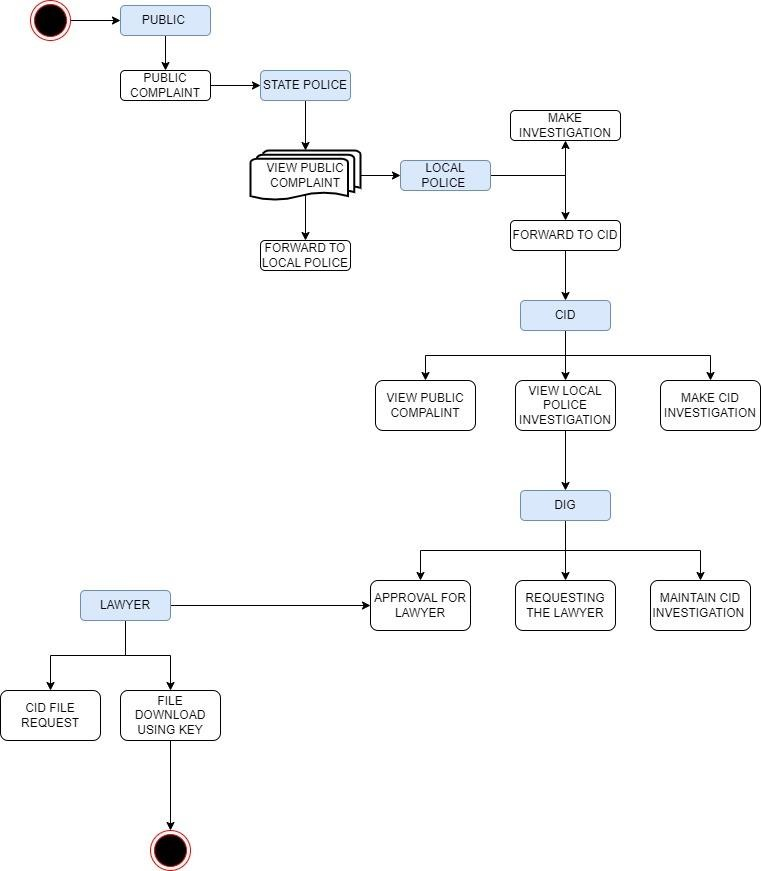 PUBLIC
PUBLIC
COMPLAINT
STATE POLICE
MAKE
INVESTIGATION
VIEW PUBLIC
COMPLAINT
LOCAL
POLICE
FORWARD TO CID
FORWARD TO
LOCAL POLICE
CID
VIEW PUBLIC
COMPALINT
VIEW LOCAL
POLICE
INVESTIGATION
MAKE CID
INVESTIGATION
DIG
LAWYER
APPROVAL FOR
LAWYER
REQUESTING
THE LAWYER
MAINTAIN CID
INVESTIGATION
CID FILE
REQUEST
FILE
DOWNLOAD
USING KEY